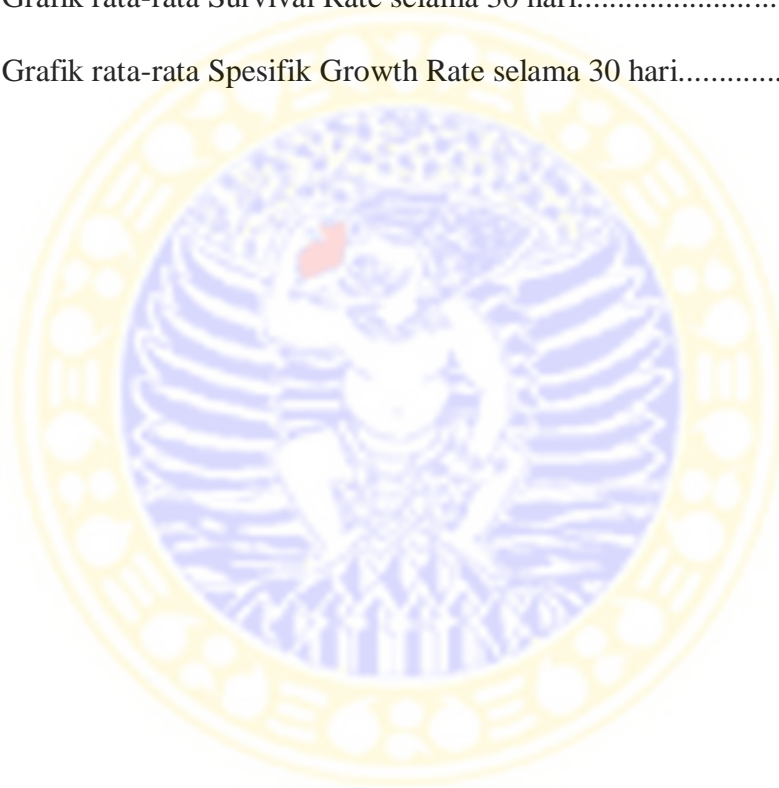 Grafik rata-rata Survival Rate selama 30 hari.........................
Grafik rata-rata Spesifik Growth Rate selama 30 hari.............